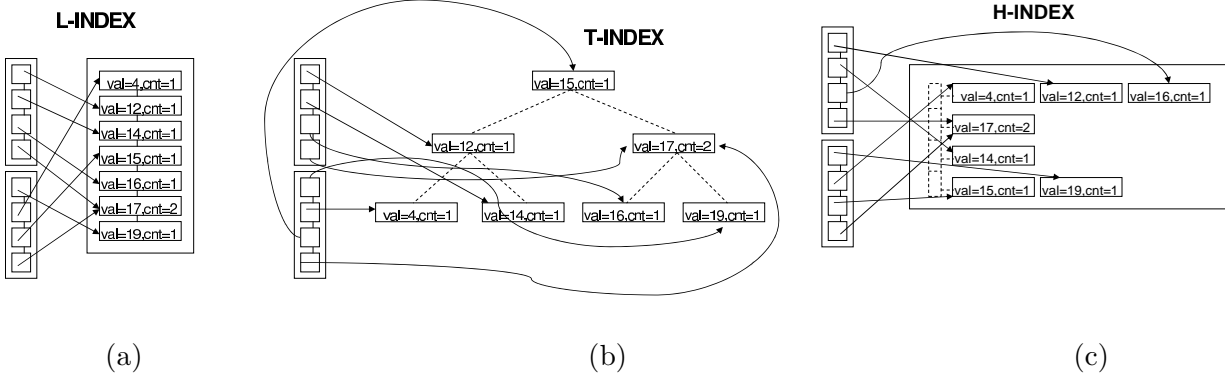 L-INDEX
val=4,cnt=1
val=12,cnt=1
val=14,cnt=1
val=15,cnt=1
val=16,cnt=1
val=17,cnt=2
val=19,cnt=1
(a)
T-INDEX
val=15,cnt=1
val=12,cnt=1 val=17,cnt=2
val=4,cnt=1 val=14,cnt=1 val=16,cnt=1 val=19,cnt=1
(b)
H-INDEX
val=4,cnt=1 val=12,cnt=1 val=16,cnt=1
val=17,cnt=2
val=14,cnt=1
val=15,cnt=1 val=19,cnt=1
(c)